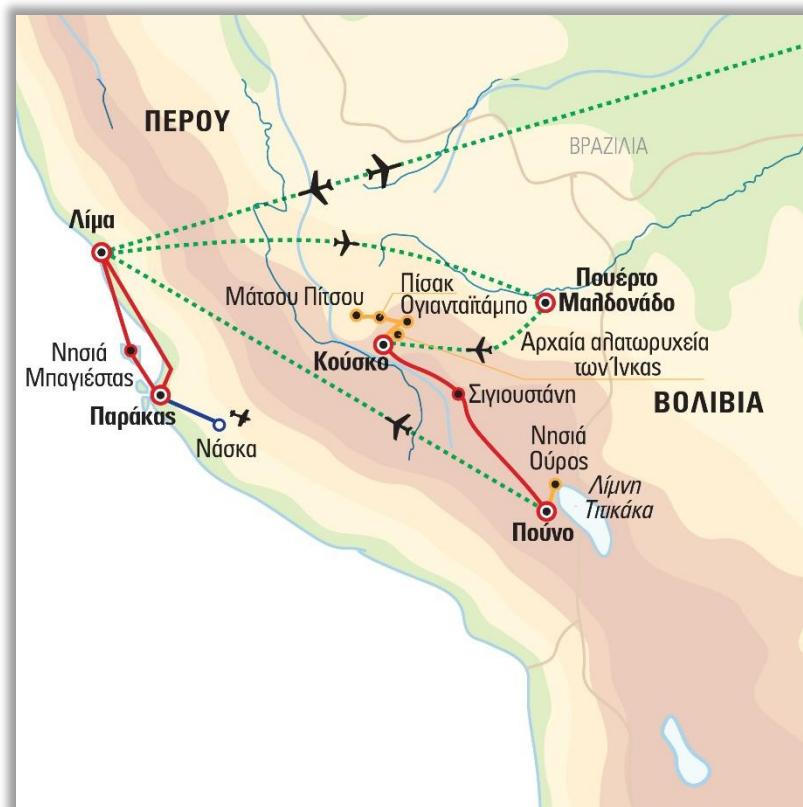 ΠΕΡΟΥ
ΒΡΑΖΙΛΙΑ
Λίμα
Πουέρτο
Μαλδονάδο
Πίσακ
Μάτσου Πίτσου
Ογιανταϊτάμπο
Κούσκο
Αρχαία αλατωρυχεία
των Ίνκας
Νησιά
Μπαγιέστας
Παράκας
Σιγιουστάνη
ΒΟΛΙΒΙΑ
Νάσκα
Νησιά
Ούρος
Λίμνη
Τιτικάκα
Πούνο